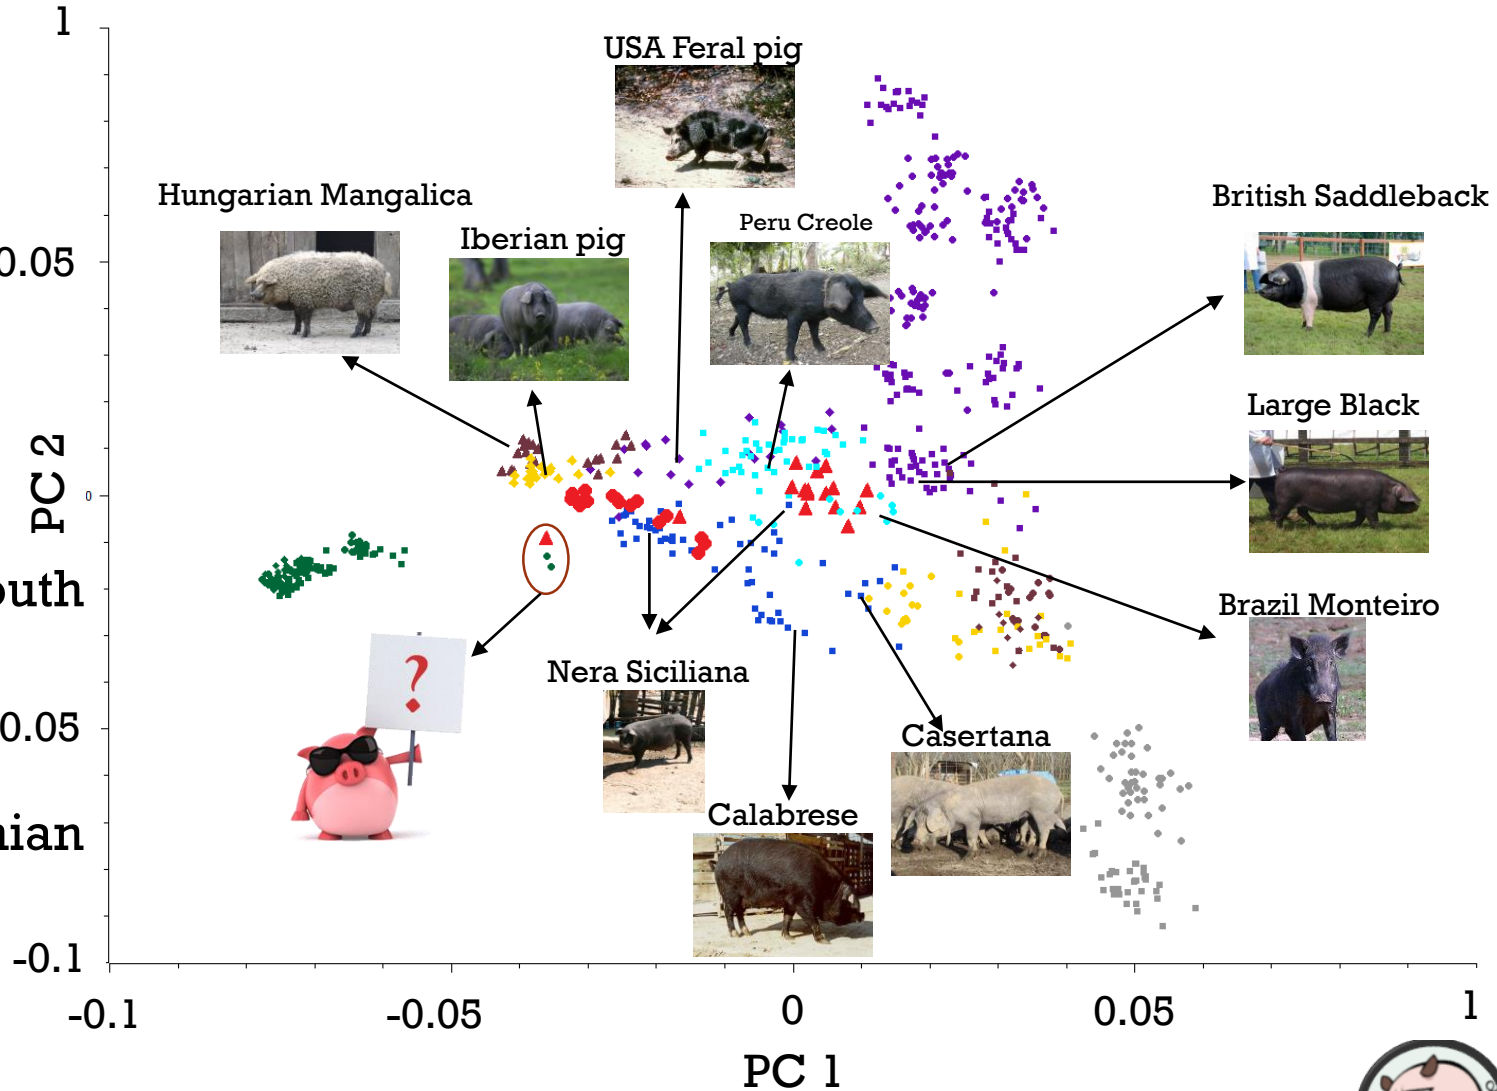 1
USA Feral pig
Hungarian Mangalica
British Saddleback
Peru Creole
Iberian pig
0.05
Large Black
PC 2
0
outh
Brazil Monteiro
?
Nera Siciliana
0.05
Casertana
Calabrese
nian
-0.1
-0.1
-0.05
0
0.05
1
PC 1